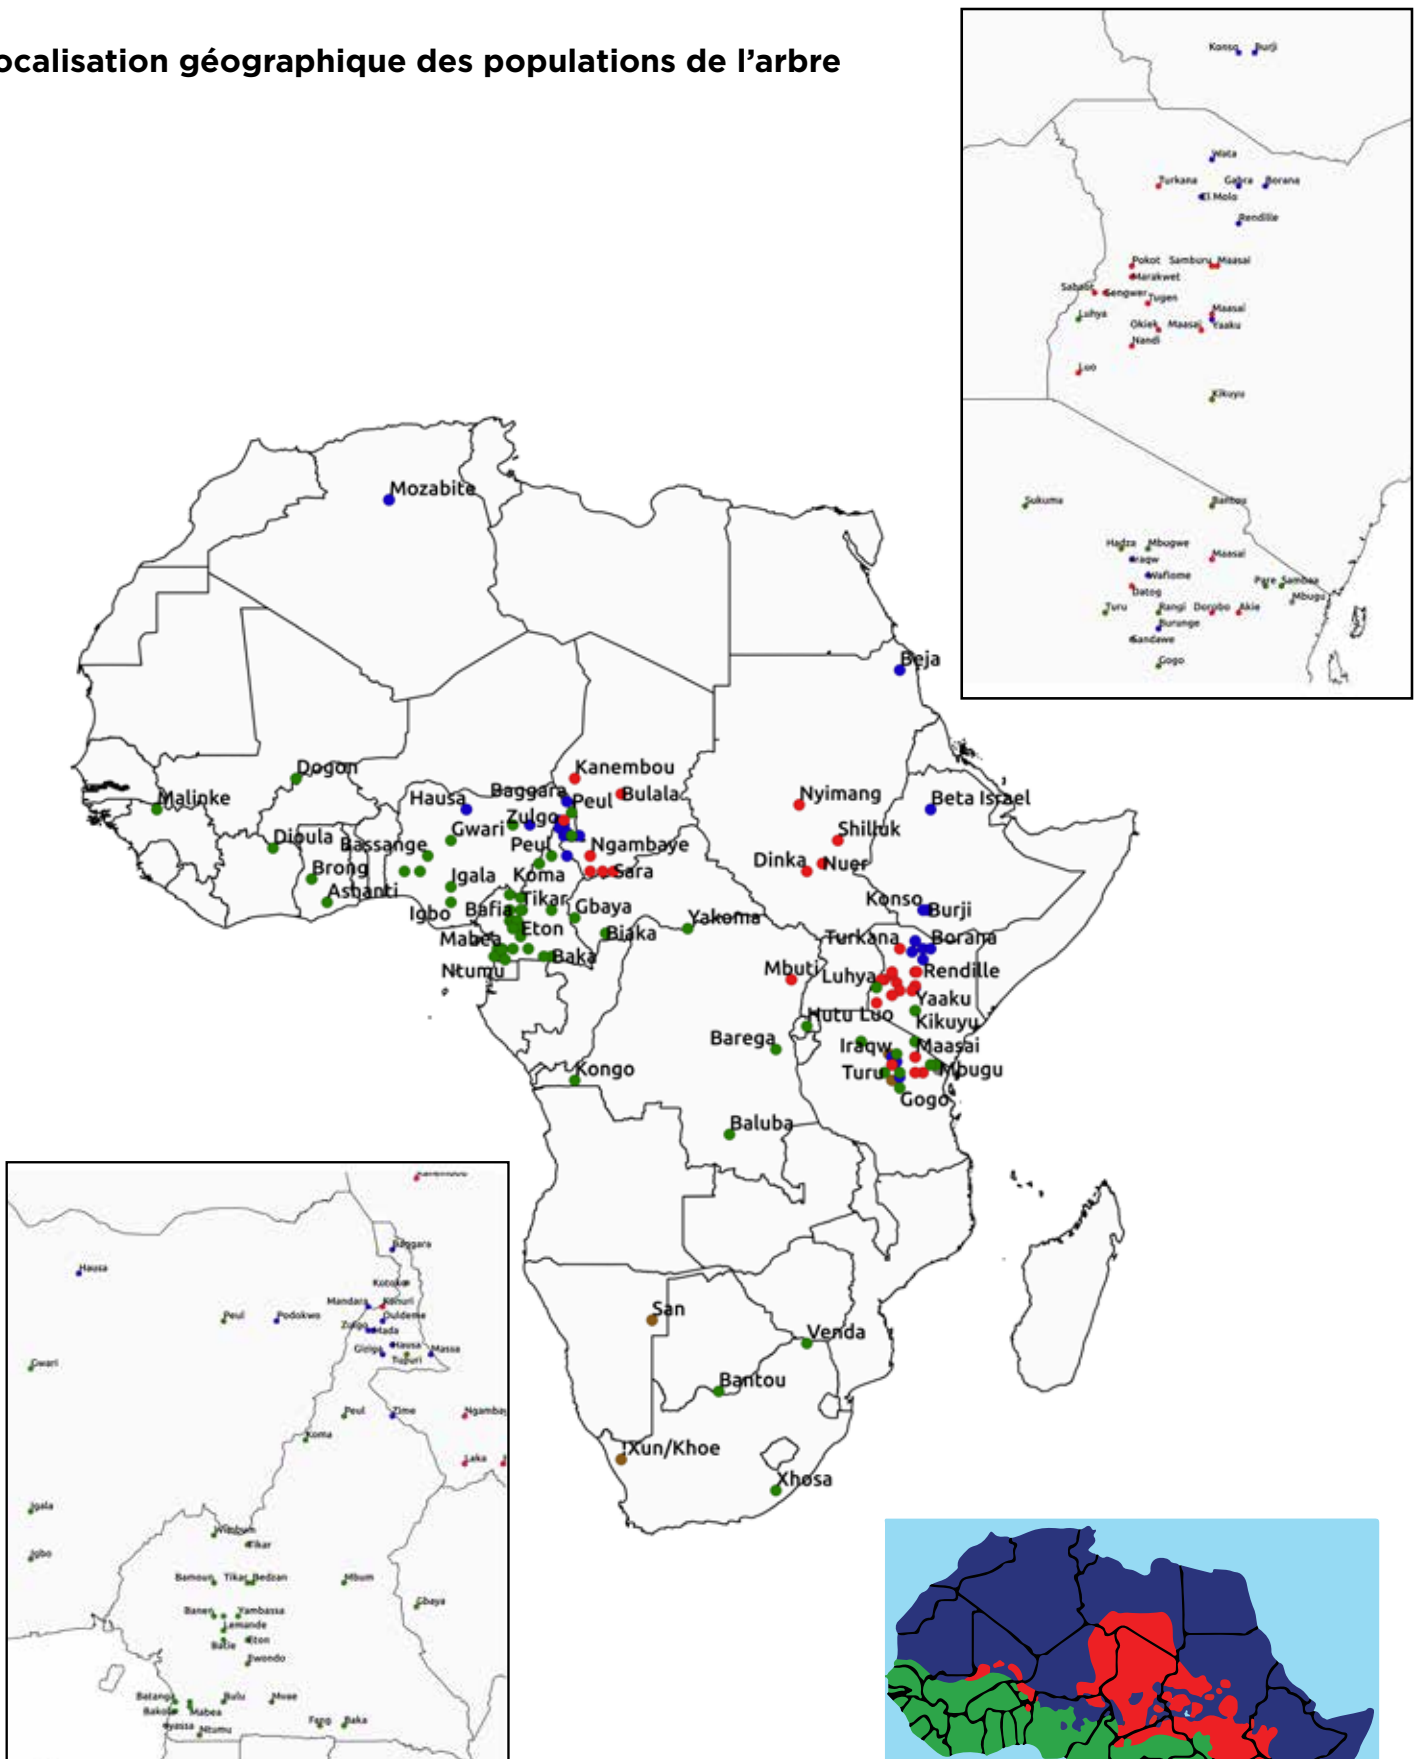 ocalisation géographique des populations de l’arbre
Konso Burji
Wata
Turkana Gabra Borana
El Molo
Rendille
Pokot Samburu Maasai
Marakwet
Sabaot Sengwer Tugen
Luhya Maasai
Okiek Maasai Yaaku
Nandi
Luo
Kikuyu
Sukuma Bantou
Hadza Mbugwe
Iraqw Maasai
Wafiome
Datog Pare Sambaa
Mbugu
Turu Rangi Dorobo Akie
Burunge
Sandawe
Gogo
Mozabite
Beja
Dogon Kanembou
Malinke Hausa Baggara Peul Bulala Nyimang Beta Israel
Zulgo
Dioula Gwari Shilluk
Bassange Peul Ngambaye
Brong Dinka Nuer
Igala Koma Sara
Ashanti
Igbo Bafia Tikar Gbaya Konso Burji
Yakoma
Mabea Eton Biaka Turkana Borana
Baka
Ntumu Mbuti Luhya Rendille
Yaaku
Hutu Luo Kikuyu
Barega Iraqw Maasai
Kongo Turu Mbugu
Gogo
Baluba
San
Venda
Bantou
!Xun/Khoe
Xhosa
Baggara
Hausa
Kotoko
Mandara Kanuri
Peul Podokwo Ouldeme
Zulgo Mada
Giziga Hausa Massa
Tupuri
Gwari
Peul Zime Ngambay
Koma
Laka
Igala
Wimbum
Tikar
Igbo
Bamoun Tikar Bedzan Mbum
Gbaya
Banen Yambassa
Lemande
Bafie Eton
Ewondo
Batanga Bulu Mvae
Bakola Mabea
Iyassa Ntumu Fang Baka